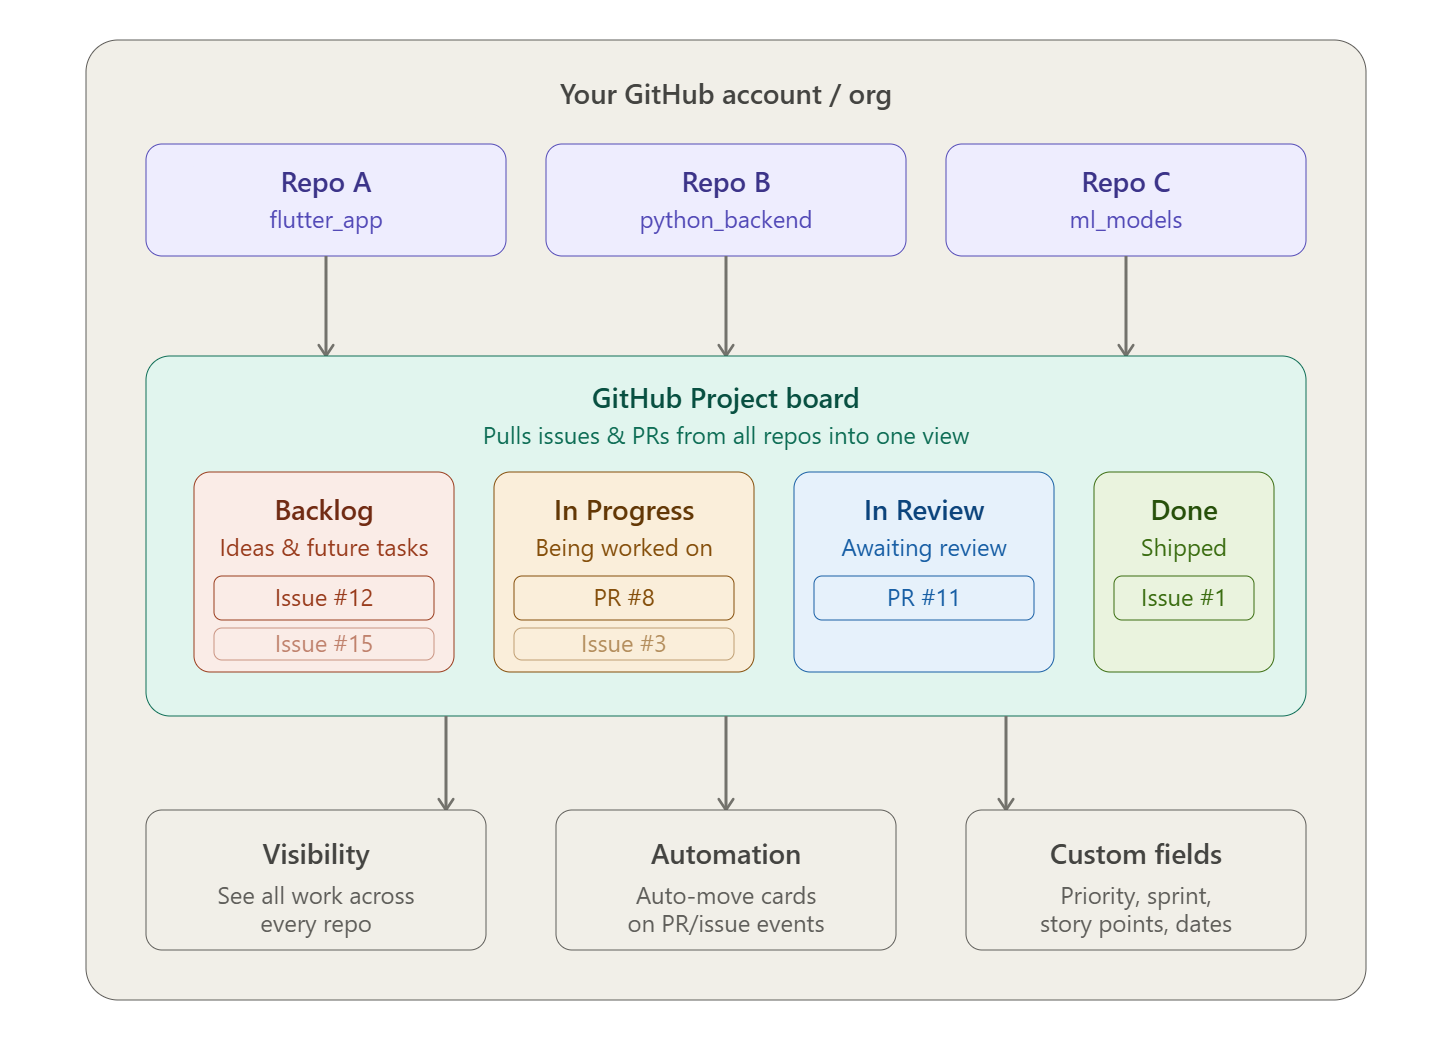 Your GitHub account / org
Repo A
flutter_app
Repo B
python_backend
Repo C
ml_models
GitHub Project board
Pulls issues & PRs from all repos into one view
Backlog
Ideas & future tasks
Issue #12
Issue #15
In Progress
Being worked on
PR #8
Issue #3
In Review
Awaiting review
PR #11
Done
Shipped
Issue #1
Visibility
See all work across
every repo
Automation
Auto-move cards
on PR/issue events
Custom fields
Priority, sprint,
story points, dates